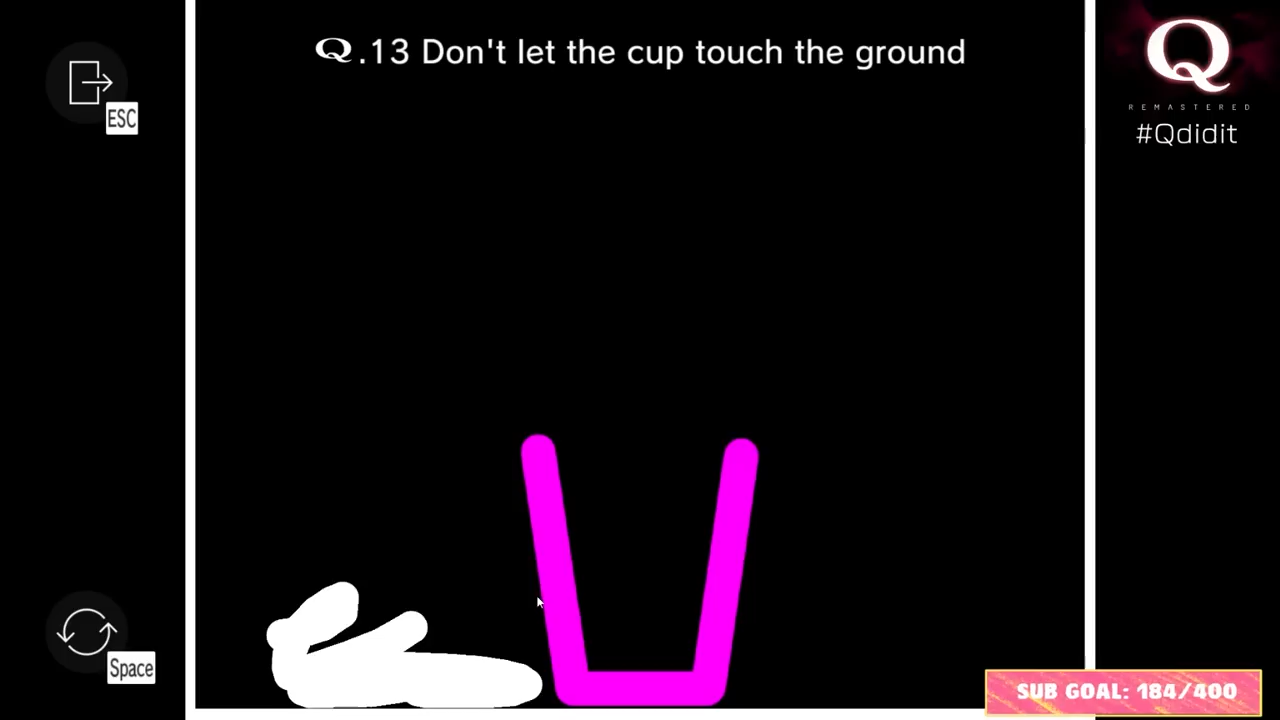 Q.13 Don't let the cup touch the ground
ESC
Q
REMASTERED
#Qdidit
Space
SUB GOAL: 184/400